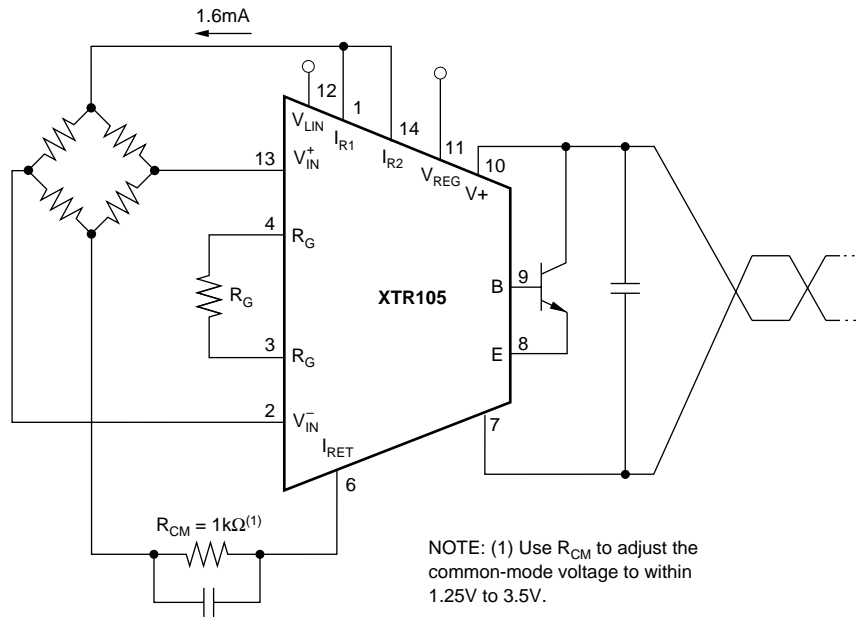 1.6mA
12
1
14
11
10
V_LIN
I_R1
I_R2
V_REG
V+
13
V_IN^+
4
R_G
R_G
XTR105
B
9
E
8
3
R_G
2
V_IN^–
7
I_RET
6
R_CM = 1kΩ^(1)
NOTE: (1) Use R_CM to adjust the
common-mode voltage to within
1.25V to 3.5V.